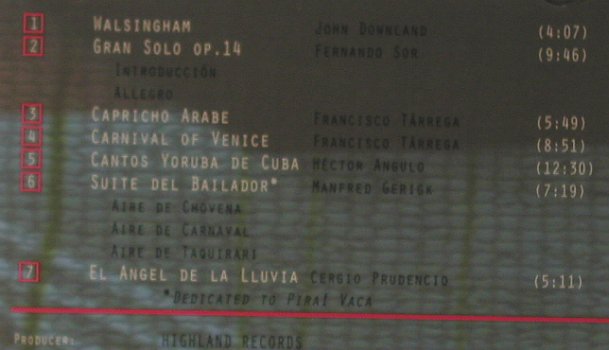 1 WALSINGHAM JOHN DOWNLAND (4:07)
2 GRAN SOLO OP.14 FERNANDO SOR (9:46)
INTRODUCCIÓN
ALLEGRO
3 CAPRICHO ARABE FRANCISCO TÁRREGA (5:49)
4 CARNIVAL OF VENICE FRANCISCO TÁRREGA (8:51)
5 CANTOS YORUBA DE CUBA HÉCTOR ANGULO (12:30)
6 SUITE DEL BAILADOR* MANFRED GERIGK (7:19)
AIRE DE CHOVENA
AIRE DE CARNAVAL
AIRE DE TAQUIRARI
7 EL ANGEL DE LA LLUVIA CERGIO PRUDENCIO (5:11)
*DEDICATED TO PIRAÍ VACA
PRODUCER: HIGHLAND RECORDS